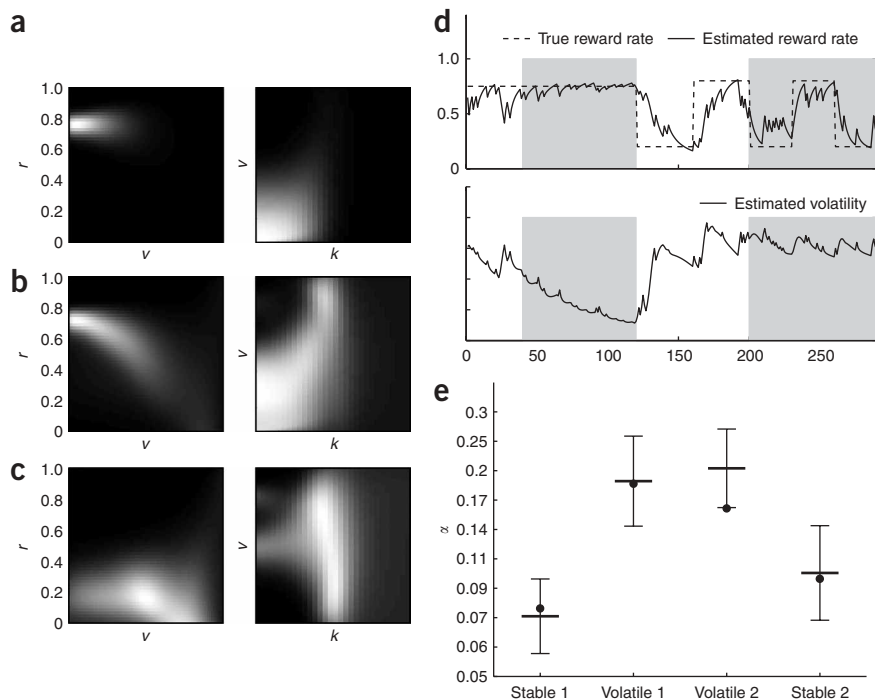 a
1.0
0.8
0.6
0.4
0.2
0
r
v
v
k
b
1.0
0.8
0.6
0.4
0.2
0
r
v
v
k
c
1.0
0.8
0.6
0.4
0.2
0
r
v
v
k
d
True reward rate
Estimated reward rate
1.0
0.5
0
Estimated volatility
0 50 100 150 200 250
e
0.3
0.25
0.2
0.17
0.14
0.11
0.09
0.07
0.06
0.05
α
Stable 1 Volatile 1 Volatile 2 Stable 2